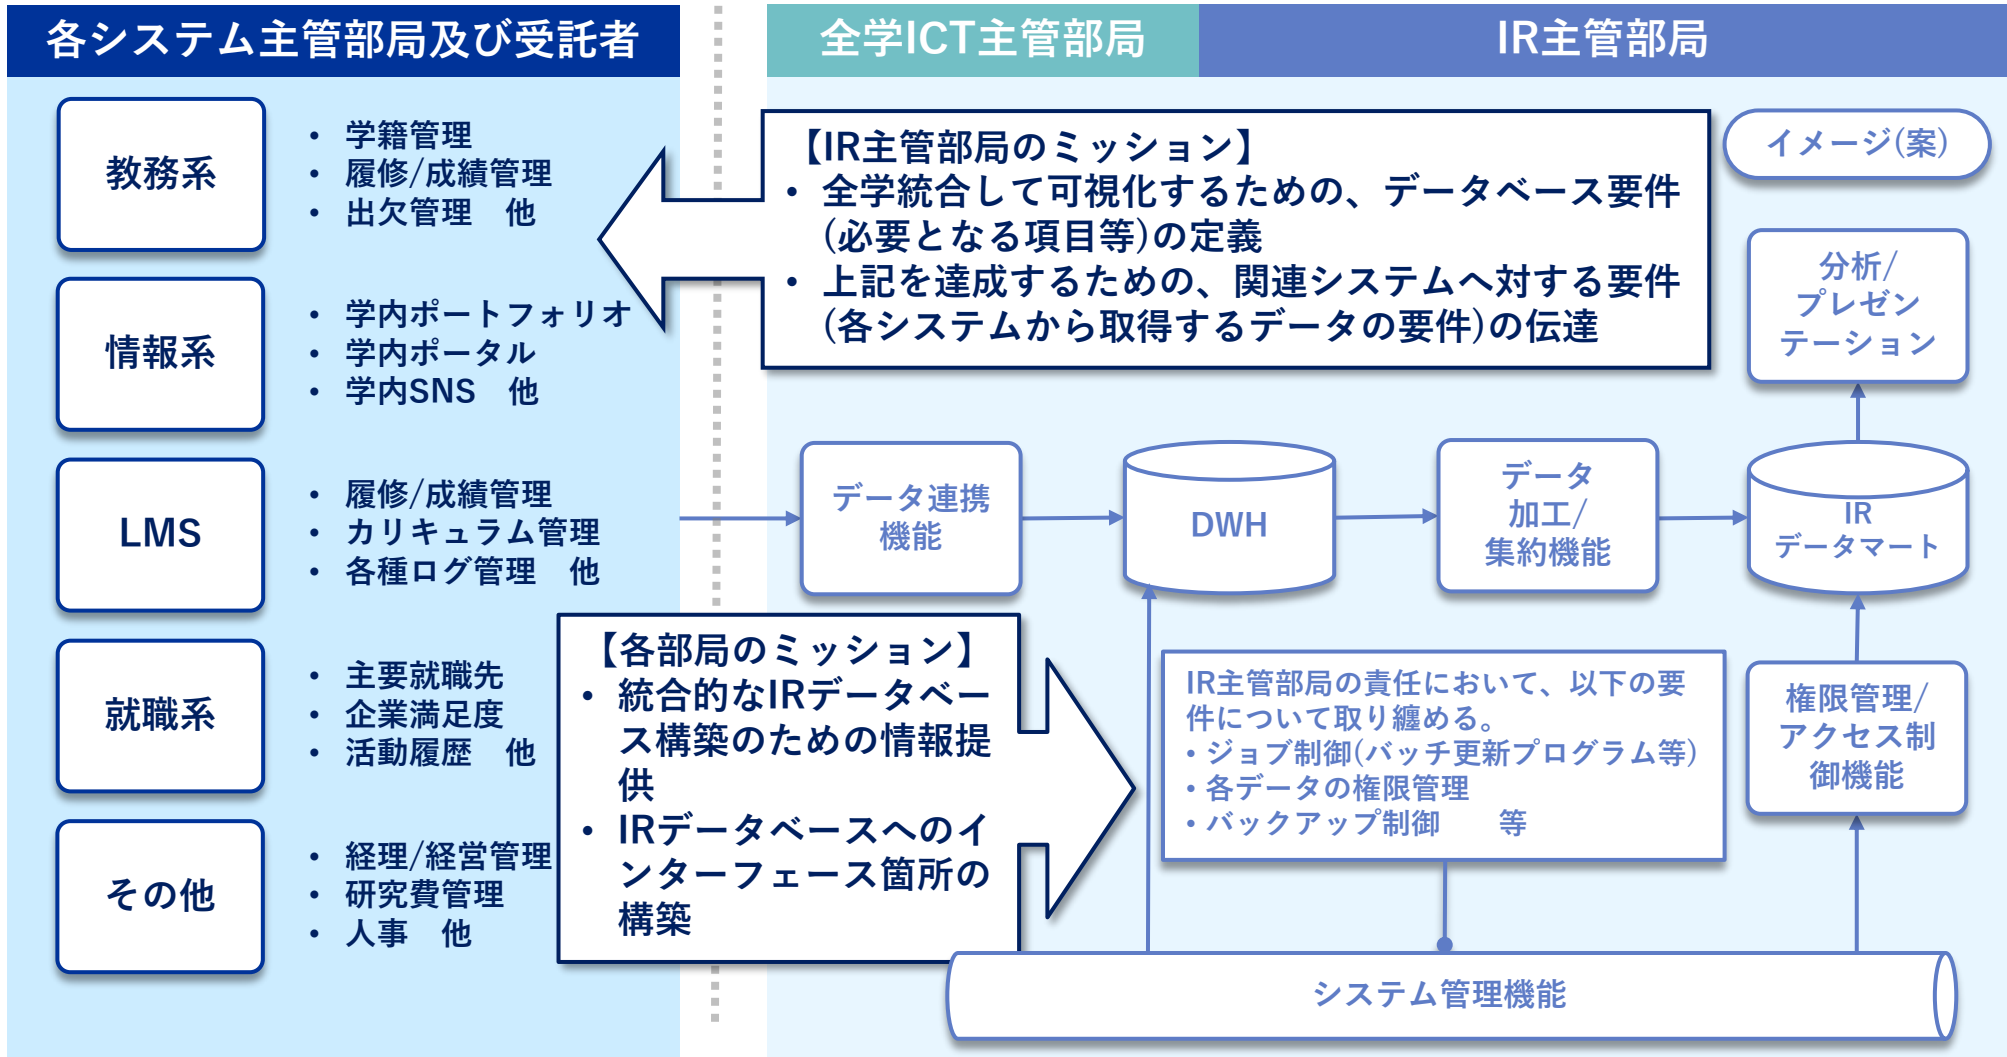 各システム主管部局及び受託者
全学ICT主管部局
IR主管部局
教務系
• 学籍管理
• 履修/成績管理
• 出欠管理　他
情報系
• 学内ポートフォリオ
• 学内ポータル
• 学内SNS　他
LMS
• 履修/成績管理
• カリキュラム管理
• 各種ログ管理　他
就職系
• 主要就職先
• 企業満足度
• 活動履歴　他
その他
• 経理/経営管理
• 研究費管理
• 人事　他
【IR主管部局のミッション】
• 全学統合して可視化するための、データベース要件
(必要となる項目等)の定義
• 上記を達成するための、関連システムへ対する要件
(各システムから取得するデータの要件)の伝達
イメージ(案)
分析/
プレゼン
テーション
データ連携
機能
DWH
データ
加工/
集約機能
IR
データマート
【各部局のミッション】
• 統合的なIRデータベー
ス構築のための情報提
供
• IRデータベースへのイ
ンターフェース箇所の
構築
IR主管部局の責任において、以下の要
件について取り纏める。
• ジョブ制御(バッチ更新プログラム等)
• 各データの権限管理
• バックアップ制御　　等
権限管理/
アクセス制
御機能
システム管理機能